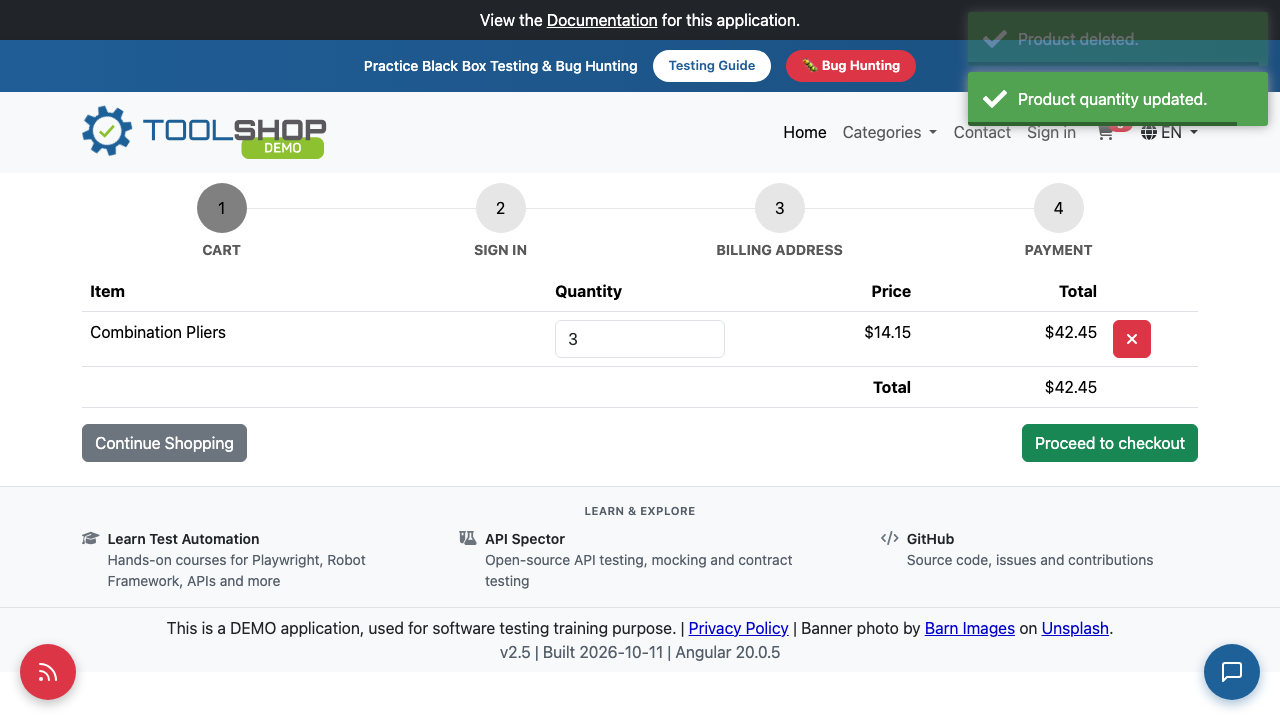 View the Documentation for this application.
Product deleted.
Practice Black Box Testing & Bug Hunting
Testing Guide
🐛 Bug Hunting
Product quantity updated.
TOOLSHOP
DEMO
Home
Categories
Contact
Sign in
EN
1
2
3
4
CART
SIGN IN
BILLING ADDRESS
PAYMENT
Item Quantity Price Total
Combination Pliers 3 $14.15 $42.45
Total $42.45
Continue Shopping
Proceed to checkout
LEARN & EXPLORE
Learn Test Automation
Hands-on courses for Playwright, Robot
Framework, APIs and more
API Spector
Open-source API testing, mocking and contract
testing
GitHub
Source code, issues and contributions
This is a DEMO application, used for software testing training purpose. | Privacy Policy | Banner photo by Barn Images on Unsplash.
v2.5 | Built 2026-10-11 | Angular 20.0.5